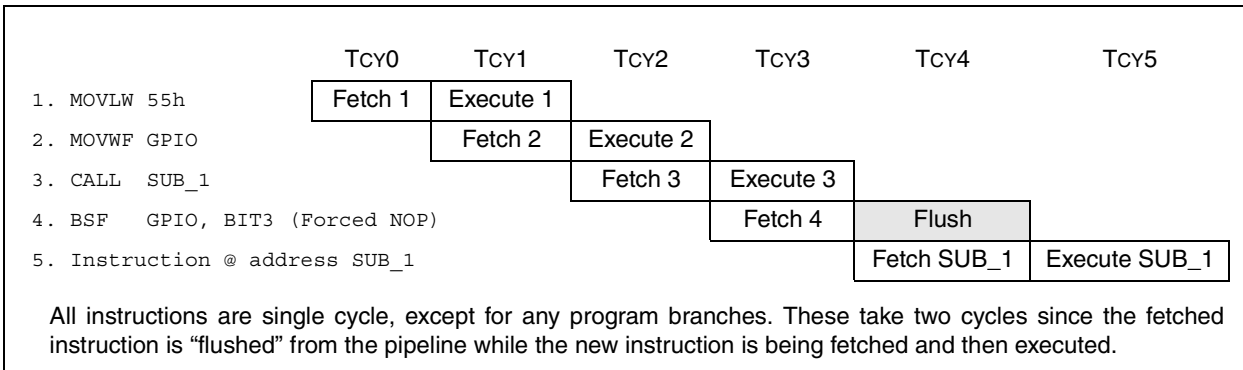 TCY0 TCY1 TCY2 TCY3 TCY4 TCY5
1. MOVLW 55h Fetch 1 Execute 1
2. MOVWF GPIO Fetch 2 Execute 2
3. CALL SUB_1 Fetch 3 Execute 3
4. BSF GPIO, BIT3 (Forced NOP) Fetch 4 Flush
5. Instruction @ address SUB_1 Fetch SUB_1 Execute SUB_1
All instructions are single cycle, except for any program branches. These take two cycles since the fetched
instruction is “flushed” from the pipeline while the new instruction is being fetched and then executed.